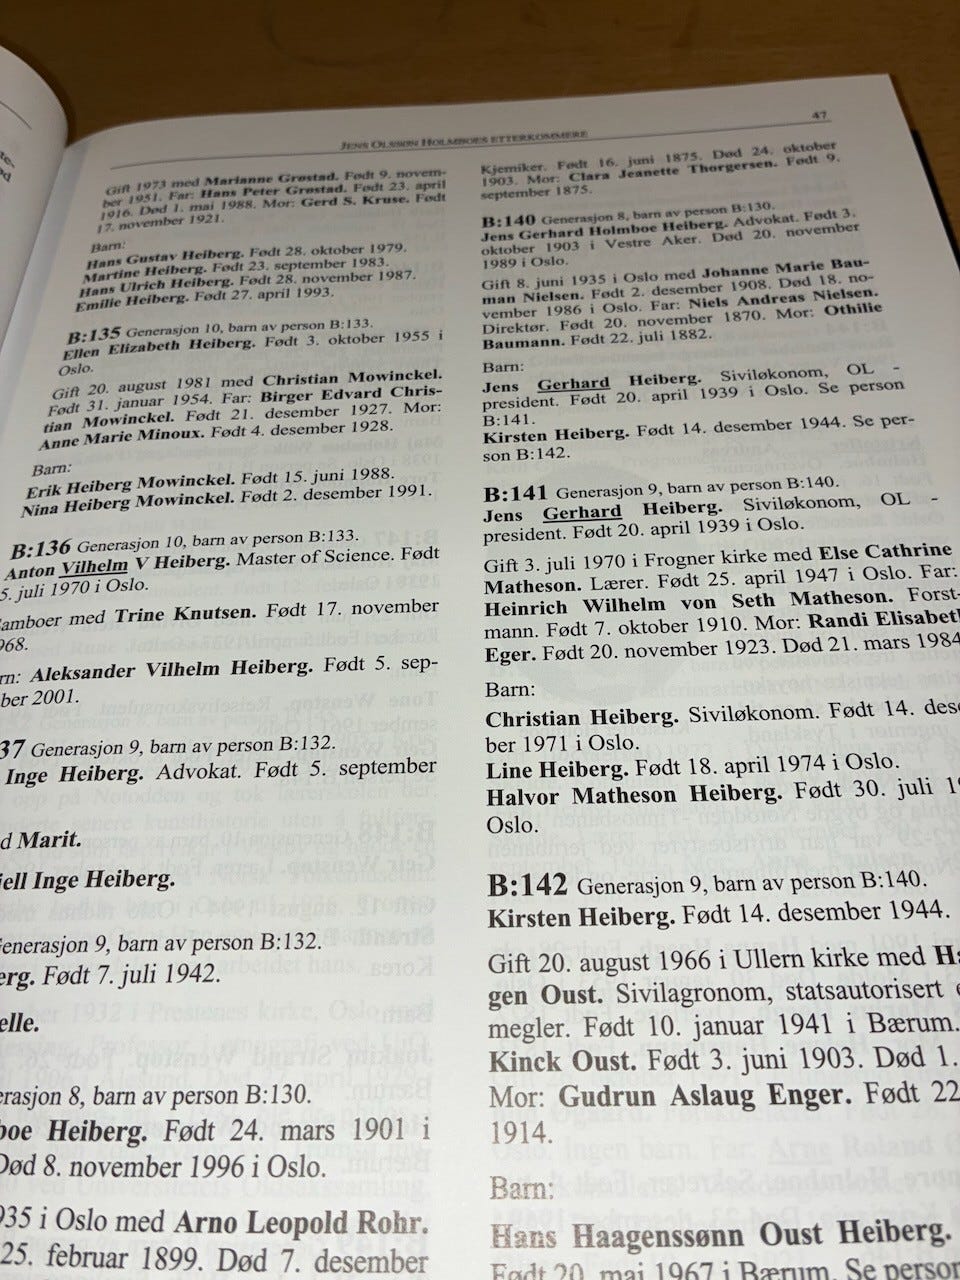 47
JENS OLSSØN HOLMBOES ETTERKOMMERE
Gift 1973 med Marianne Grøstad. Født 9. novem-
ber 1951. Far: Hans Peter Grøstad. Født 23. april
1916. Død 1. mai 1988. Mor: Gerd S. Kruse. Født
17. november 1921.
Barn:
Hans Gustav Heiberg. Født 28. oktober 1979.
Martine Heiberg. Født 23. september 1983.
Hans Ulrich Heiberg. Født 28. november 1987.
Emilie Heiberg. Født 27. april 1993.
B:135 Generasjon 10, barn av person B:133.
Ellen Elizabeth Heiberg. Født 3. oktober 1955 i
Oslo.
Gift 20. august 1981 med Christian Mowinckel.
Født 31. januar 1954. Far: Birger Edvard Chris-
tian Mowinckel. Født 21. desember 1927. Mor:
Anne Marie Minoux. Født 4. desember 1928.
Barn:
Erik Heiberg Mowinckel. Født 15. juni 1988.
Nina Heiberg Mowinckel. Født 2. desember 1991.
B:136 Generasjon 10, barn av person B:133.
Anton Vilhelm V Heiberg. Master of Science. Født
5. juli 1970 i Oslo.
amboer med Trine Knutsen. Født 17. november
968.
rn: Aleksander Vilhelm Heiberg. Født 5. sep-
ber 2001.
37 Generasjon 9, barn av person B:132.
Inge Heiberg. Advokat. Født 5. september
d Marit.
jell Inge Heiberg.
enerasjon 9, barn av person B:132.
erg. Født 7. juli 1942.
elle.
erasjon 8, barn av person B:130.
boe Heiberg. Født 24. mars 1901 i
Død 8. november 1996 i Oslo.
935 i Oslo med Arno Leopold Rohr.
25. februar 1899. Død 7. desember
Kjemiker. Født 16. juni 1875. Død 24. oktober
1903. Mor: Clara Jeanette Thorgersen. Født 9.
september 1875.
B:140 Generasjon 8, barn av person B:130.
Jens Gerhard Holmboe Heiberg. Advokat. Født 3.
oktober 1903 i Vestre Aker. Død 20. november
1989 i Oslo.
Gift 8. juni 1935 i Oslo med Johanne Marie Bau-
man Nielsen. Født 2. desember 1908. Død 18. no-
vember 1986 i Oslo. Far: Niels Andreas Nielsen.
Direktør. Født 20. november 1870. Mor: Othilie
Baumann. Født 22. juli 1882.
Barn:
Jens Gerhard Heiberg. Siviløkonom, OL -
president. Født 20. april 1939 i Oslo. Se person
B:141.
Kirsten Heiberg. Født 14. desember 1944. Se per-
son B:142.
B:141 Generasjon 9, barn av person B:140.
Jens Gerhard Heiberg. Siviløkonom, OL -
president. Født 20. april 1939 i Oslo.
Gift 3. juli 1970 i Frogner kirke med Else Cathrine
Matheson. Lærer. Født 25. april 1947 i Oslo. Far:
Heinrich Wilhelm von Seth Matheson. Forst-
mann. Født 7. oktober 1910. Mor: Randi Elisabet
Eger. Født 20. november 1923. Død 21. mars 1984
Barn:
Christian Heiberg. Siviløkonom. Født 14. dese
ber 1971 i Oslo.
Line Heiberg. Født 18. april 1974 i Oslo.
Halvor Matheson Heiberg. Født 30. juli 1
Oslo.
B:142 Generasjon 9, barn av person B:140.
Kirsten Heiberg. Født 14. desember 1944.
Gift 20. august 1966 i Ullern kirke med Ha
gen Oust. Sivilagronom, statsautorisert e
megler. Født 10. januar 1941 i Bærum.
Kinck Oust. Født 3. juni 1903. Død 1.
Mor: Gudrun Aslaug Enger. Født 22
1914.
Barn:
Hans Haagenssønn Oust Heiberg.
Født 20. mai 1967 i Bærum. Se person